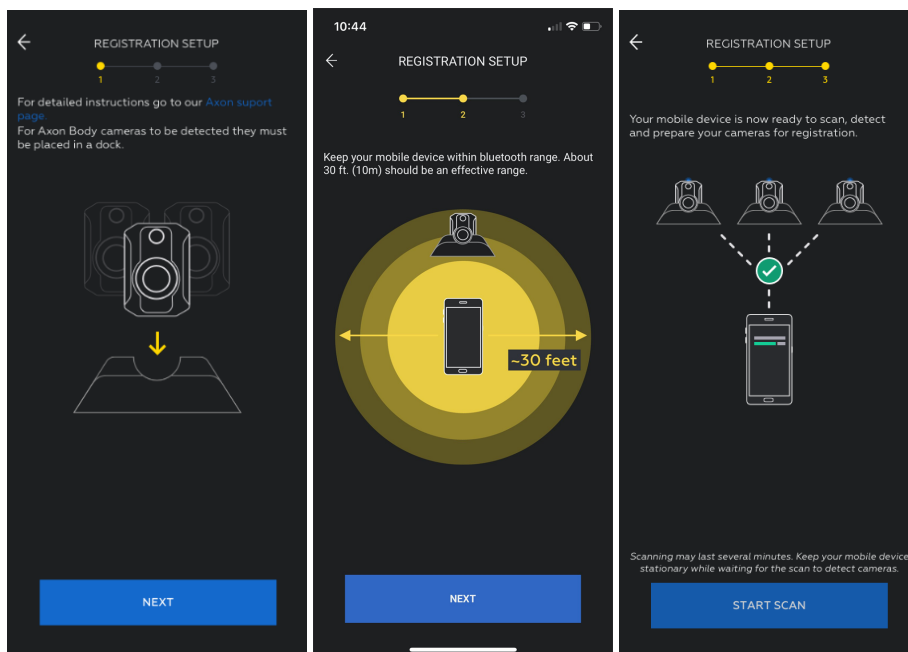 REGISTRATION SETUP
1 2 3
For detailed instructions go to our Axon suport
page.
For Axon Body cameras to be detected they must
be placed in a dock.
NEXT
10:44
REGISTRATION SETUP
1 2 3
Keep your mobile device within bluetooth range. About
30 ft. (10m) should be an effective range.
~30 feet
NEXT
REGISTRATION SETUP
1 2 3
Your mobile device is now ready to scan, detect
and prepare your cameras for registration.
Scanning may last several minutes. Keep your mobile device
stationary while waiting for the scan to detect cameras.
START SCAN